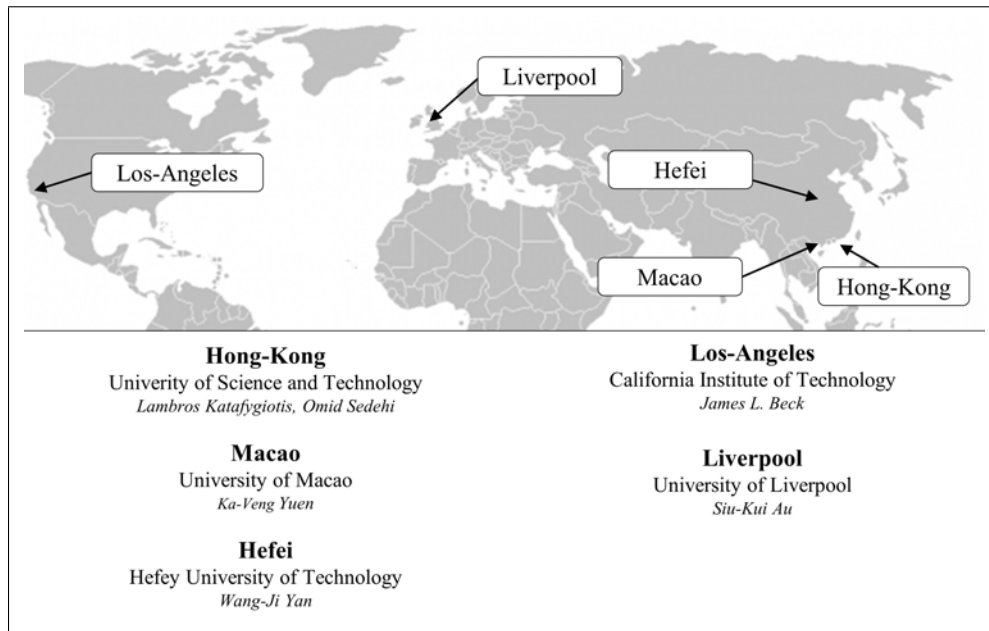 Liverpool
Los-Angeles
Hefei
Macao
Hong-Kong
Hong-Kong
Univerity of Science and Technology
Lambros Katafygiotis, Omid Sedehi
Macao
University of Macao
Ka-Veng Yuen
Hefei
Hefey University of Technology
Wang-Ji Yan
Los-Angeles
California Institute of Technology
James L. Beck
Liverpool
University of Liverpool
Siu-Kui Au